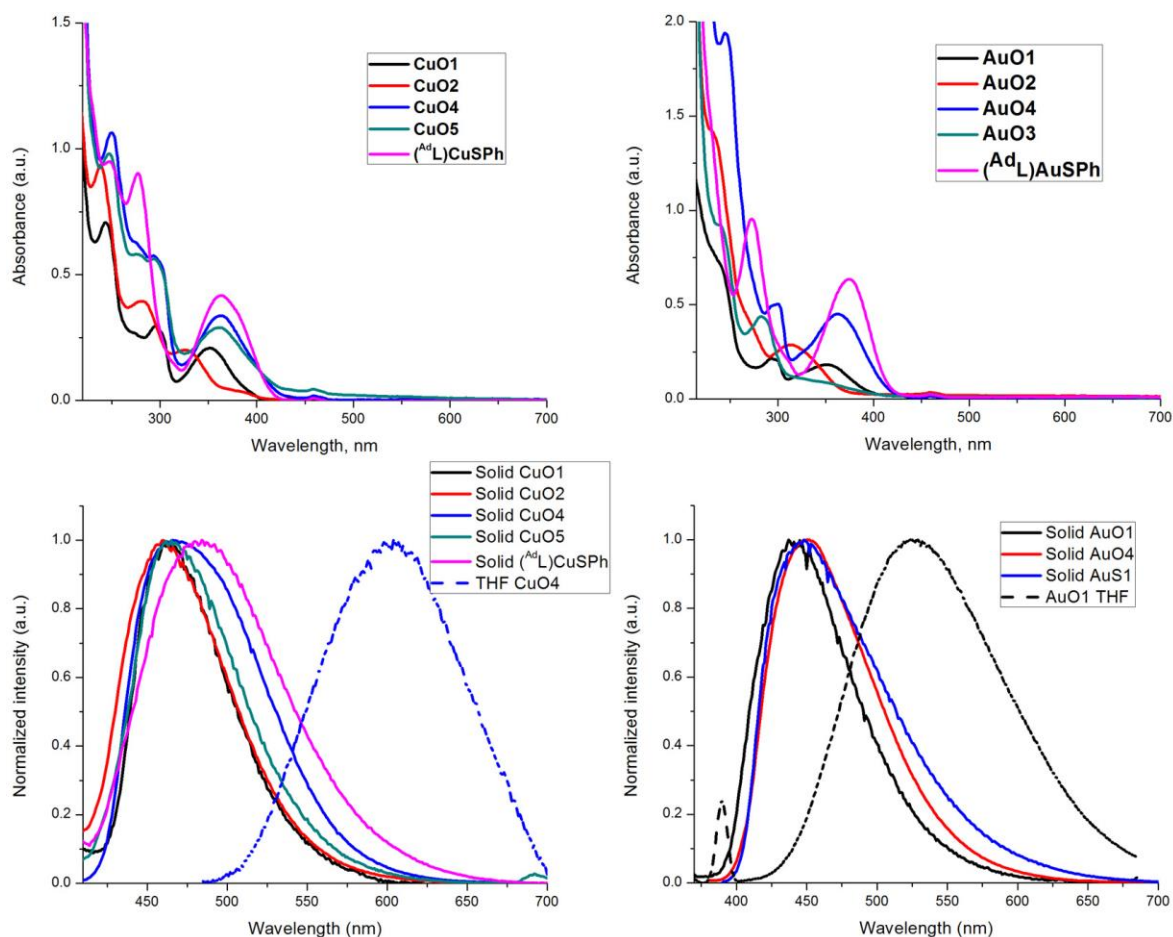 1.5
1.0
0.5
0.0
Absorbance (a.u.)
CuO1
CuO2
CuO4
CuO5
(ᴬᵈL)CuSPh
300
400
500
600
700
Wavelength, nm
2.0
1.5
1.0
0.5
0.0
Absorbance (a.u.)
AuO1
AuO2
AuO4
AuO3
(ᴬᵈL)AuSPh
300
400
500
600
700
Wavelength, nm
1.0
0.8
0.6
0.4
0.2
0.0
Normalized intensity (a.u.)
Solid CuO1
Solid CuO2
Solid CuO4
Solid CuO5
Solid (ᴬᵈL)CuSPh
THF CuO4
450
500
550
600
650
700
Wavelength (nm)
1.0
0.8
0.6
0.4
0.2
0.0
Normalized intensity (a.u.)
Solid AuO1
Solid AuO4
Solid AuS1
AuO1 THF
400
450
500
550
600
650
700
Wavelength (nm)